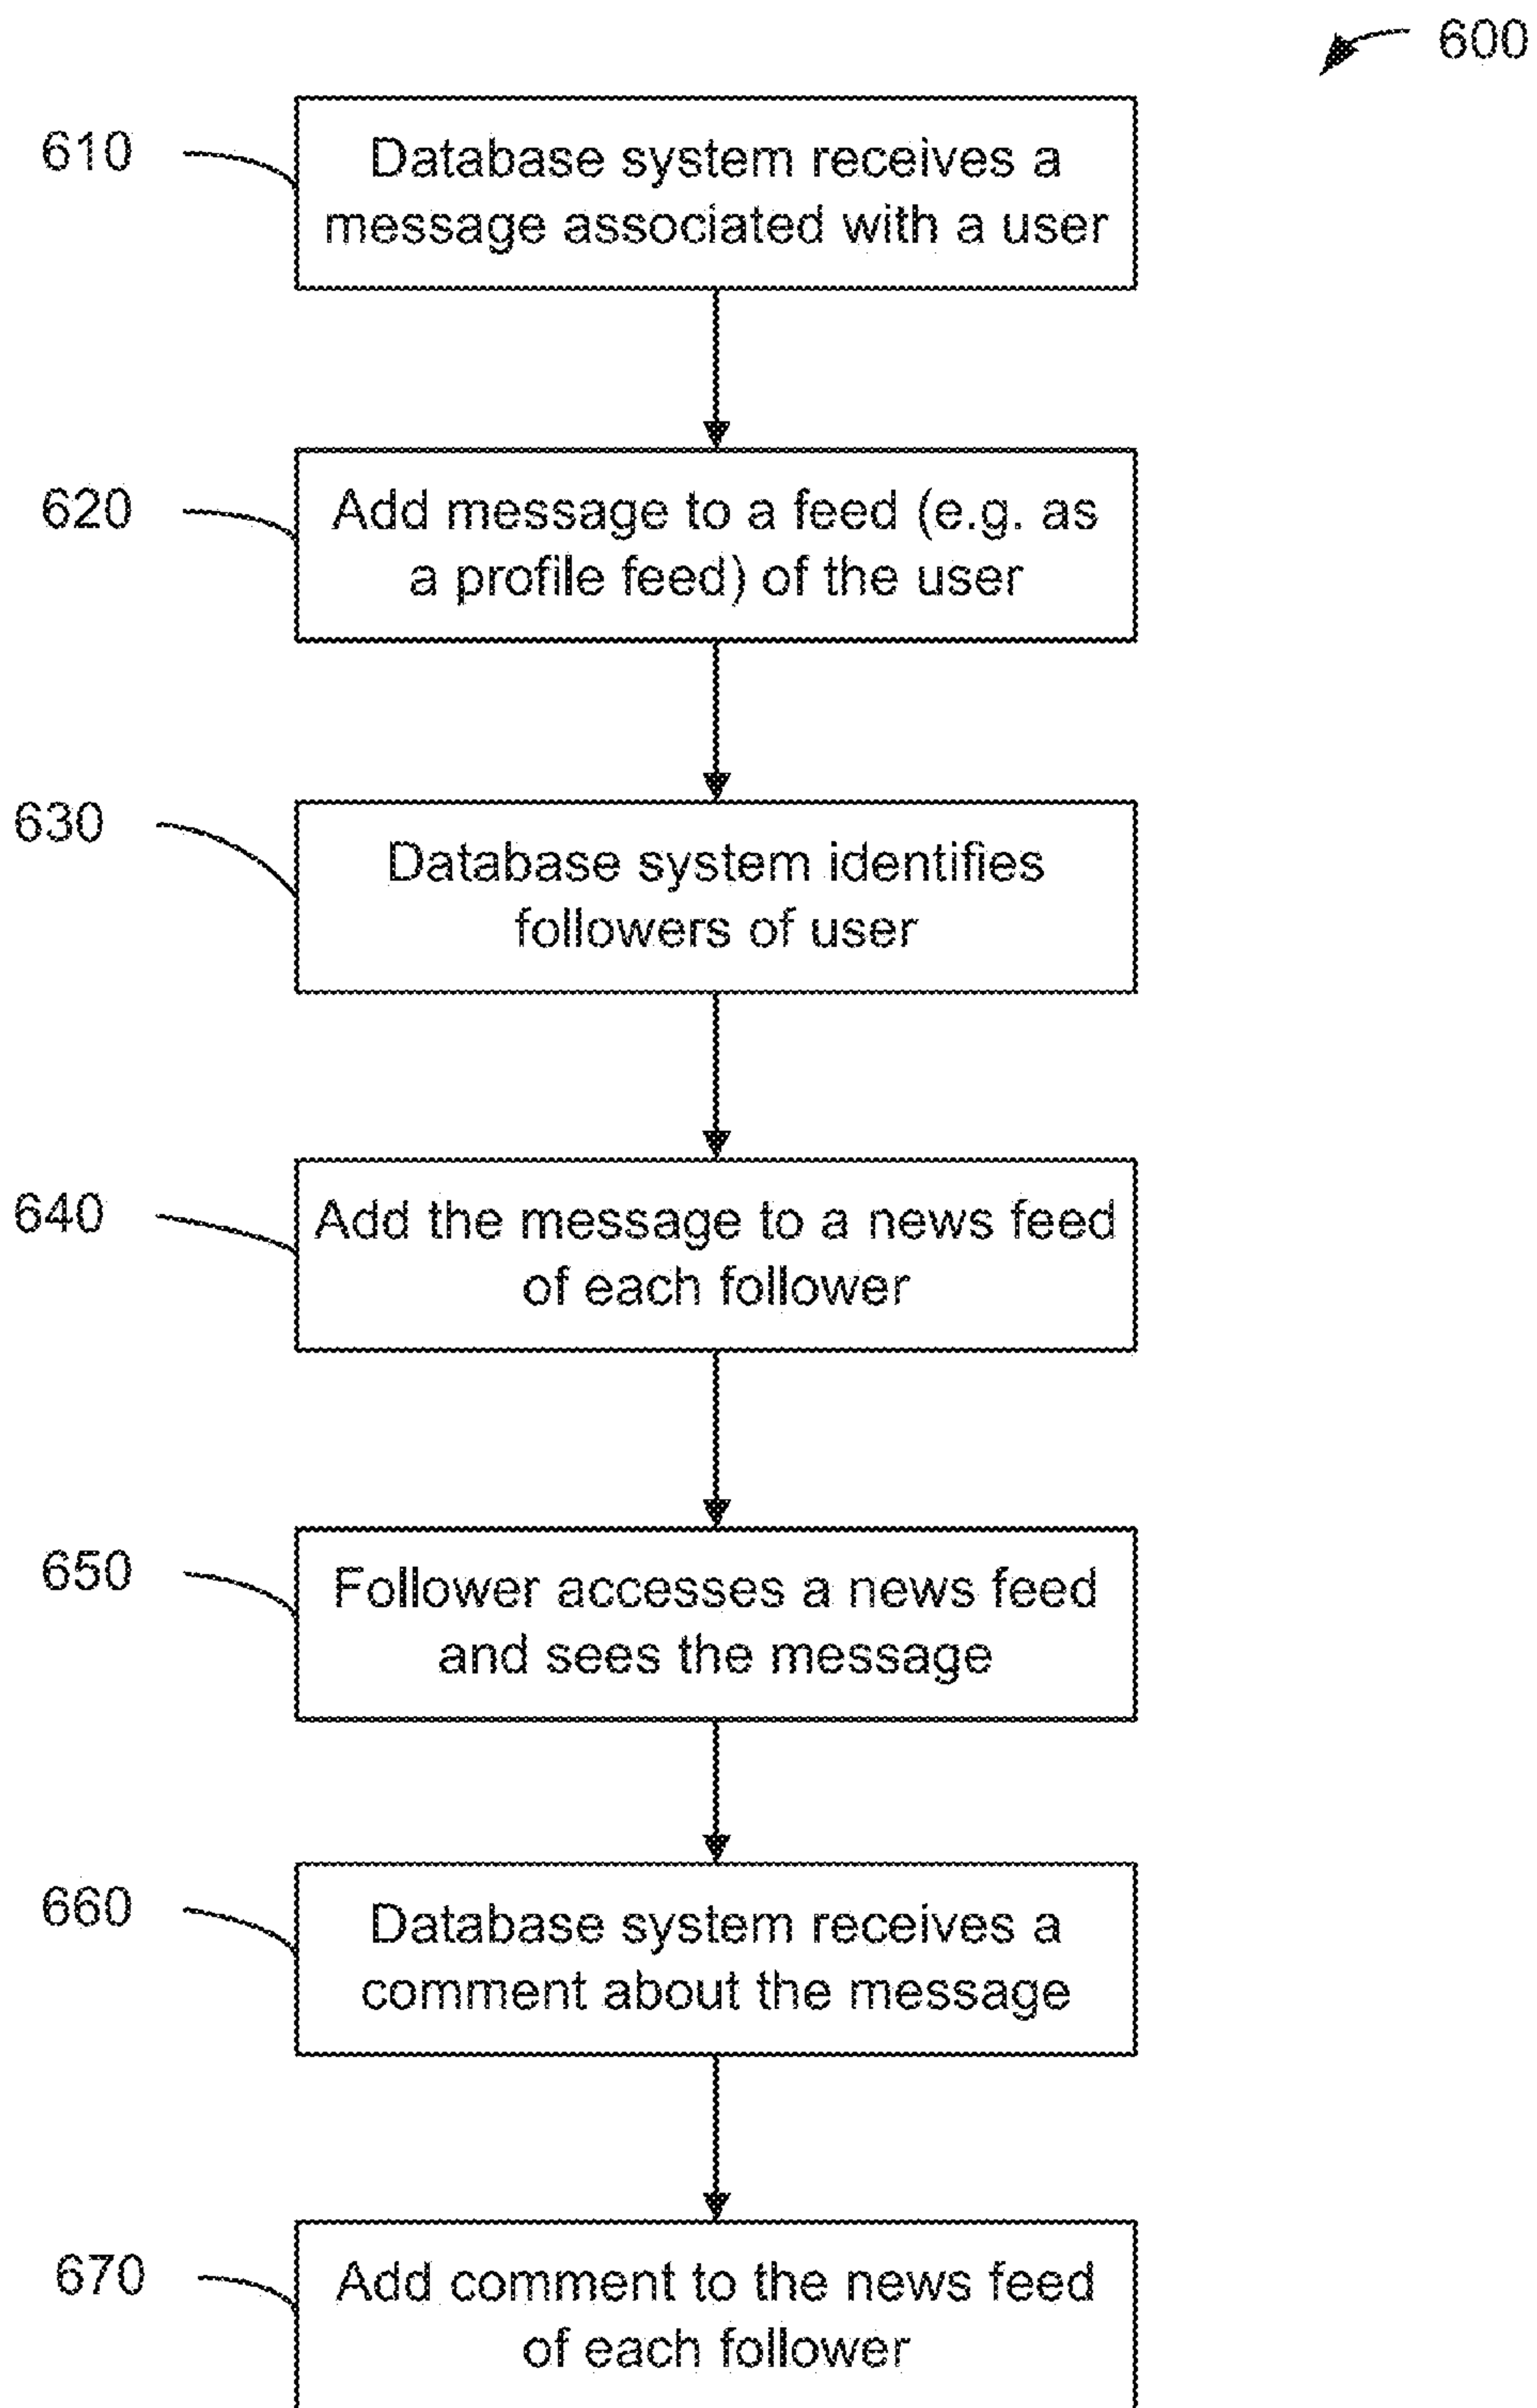 600
610
Database system receives a
message associated with a user
620
Add message to a feed (e.g. as
a profile feed) of the user
630
Database system identifies
followers of user
640
Add the message to a news feed
of each follower
650
Follower accesses a news feed
and sees the message
660
Database system receives a
comment about the message
670
Add comment to the news feed
of each follower